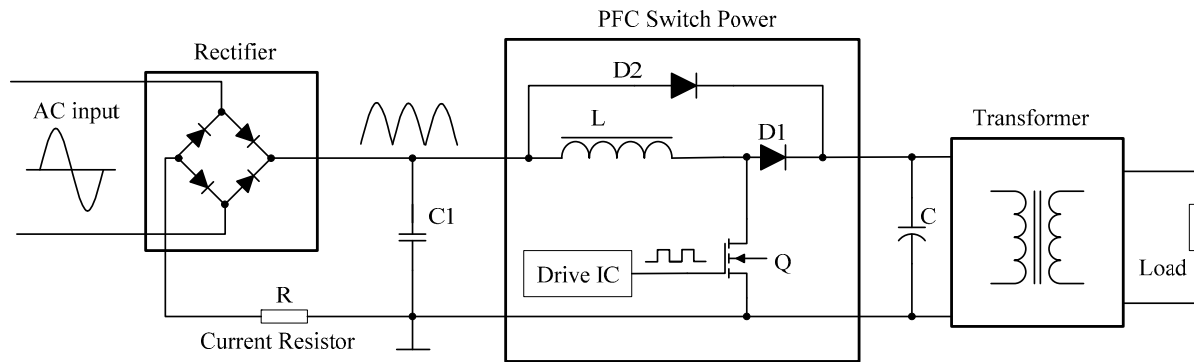 PFC Switch Power
Rectifier
D2
AC input
L
D1
Transformer
C1
C
Drive IC
Q
Load
R
Current Resistor